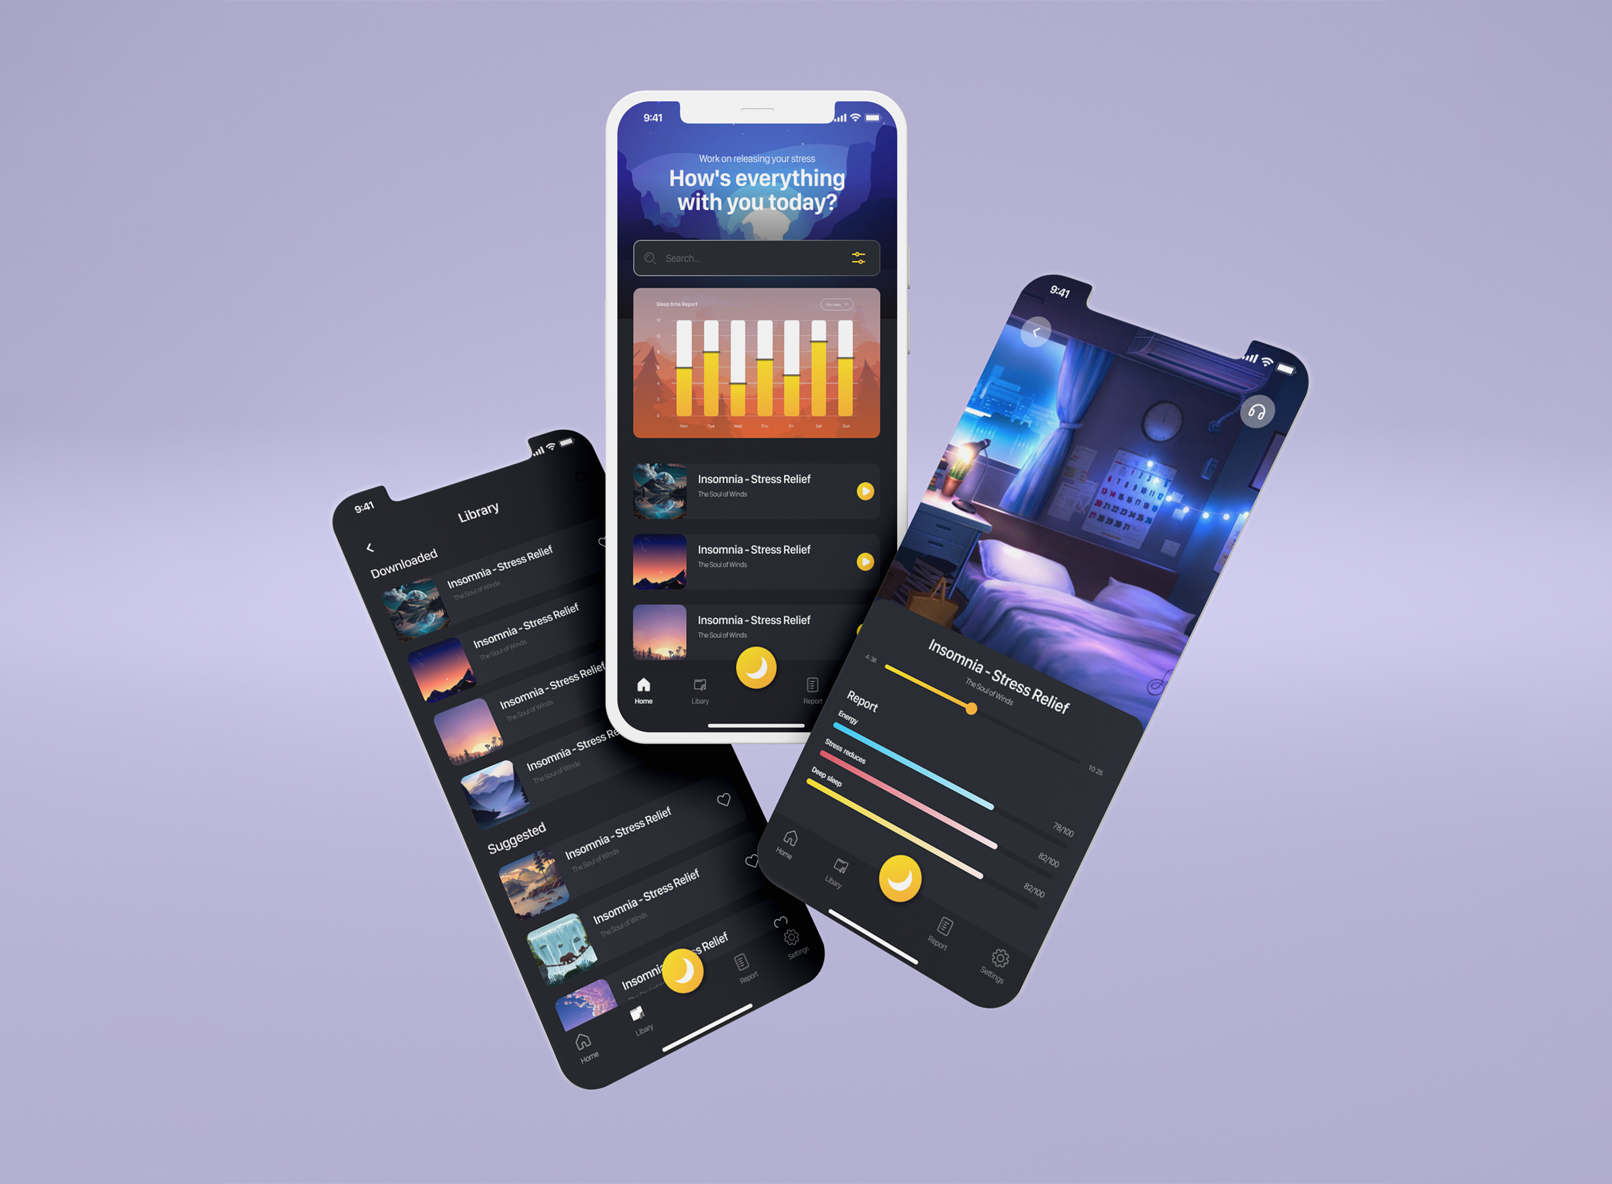 9:41
Work on releasing your stress
How's everything
with you today?
Search...
Sleep time Report
Mon Tue Wed Thu Fri Sat Sun
Insomnia - Stress Relief
The Soul of Winds
Insomnia - Stress Relief
The Soul of Winds
Insomnia - Stress Relief
The Soul of Winds
Home
Libary
Report
9:41
Library
Downloaded
Insomnia - Stress Relief
The Soul of Winds
Insomnia - Stress Relief
The Soul of Winds
Insomnia - Stress Relief
The Soul of Winds
Insomnia - Stress Re
The Soul of Winds
Suggested
Insomnia - Stress Relief
The Soul of Winds
Insomnia - Stress Relief
The Soul of Winds
Insomnia ss Relief
Home
Libary
Report
Settings
9:41
Insomnia - Stress Relief
The Soul of Winds
4:36
10:25
Report
Energy
78/100
Stress reduces
82/100
Deep sleep
82/100
Home
Libary
Report
Settings